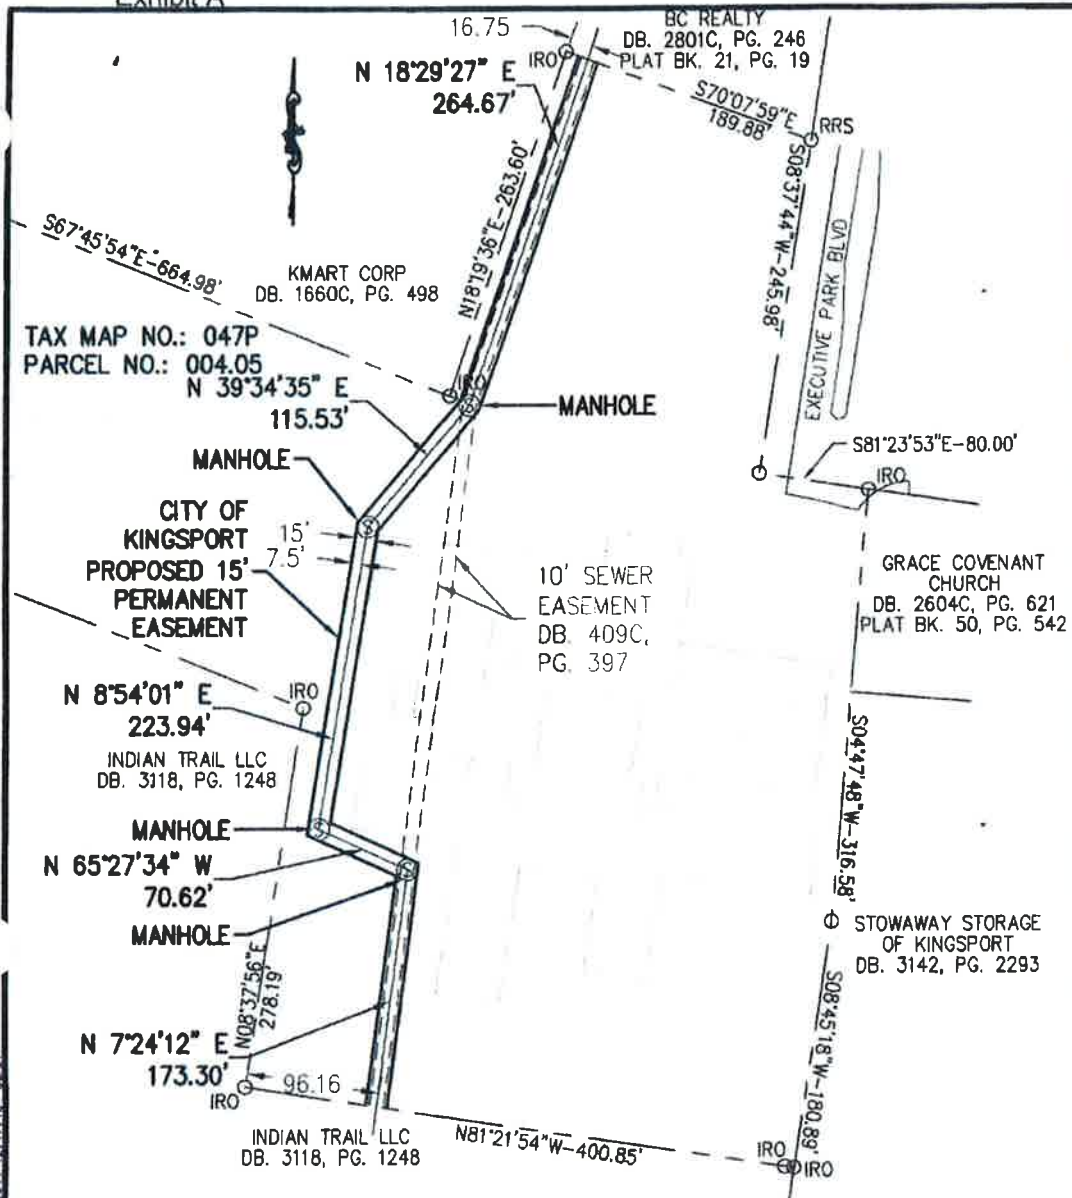 Exhibit A
16.75
BC REALTY
DB. 2801C, PG. 246
PLAT BK. 21, PG. 19
IRO
N 18°29'27" E
264.67'
S70°07'59"E
189.88'
RRS
N18°19'36"E-263.60'
S08°37'44"W-245.98'
EXECUTIVE PARK BLVD
S67°45'54"E-664.98'
KMART CORP
DB. 1660C, PG. 498
TAX MAP NO.: 047P
PARCEL NO.: 004.05
IRO
N 39°34'35" E
115.53'
MANHOLE
MANHOLE
S81°23'53"E-80.00'
IRO
CITY OF
KINGSPORT
PROPOSED 15'
PERMANENT
EASEMENT
15'
7.5'
10' SEWER
EASEMENT
DB. 409C,
PG. 397
GRACE COVENANT
CHURCH
DB. 2604C, PG. 621
PLAT BK. 50, PG. 542
N 8°54'01" E
223.94'
IRO
INDIAN TRAIL LLC
DB. 3118, PG. 1248
S04°47'48"W-316.58'
MANHOLE
N 65°27'34" W
70.62'
MANHOLE
STOWAWAY STORAGE
OF KINGSPORT
DB. 3142, PG. 2293
N08°37'56"E
278.19'
S08°45'18"W-180.89'
N 7°24'12" E
173.30'
96.16
IRO
INDIAN TRAIL LLC
DB. 3118, PG. 1248
N81°21'54"W-400.85'
IRO
IRO